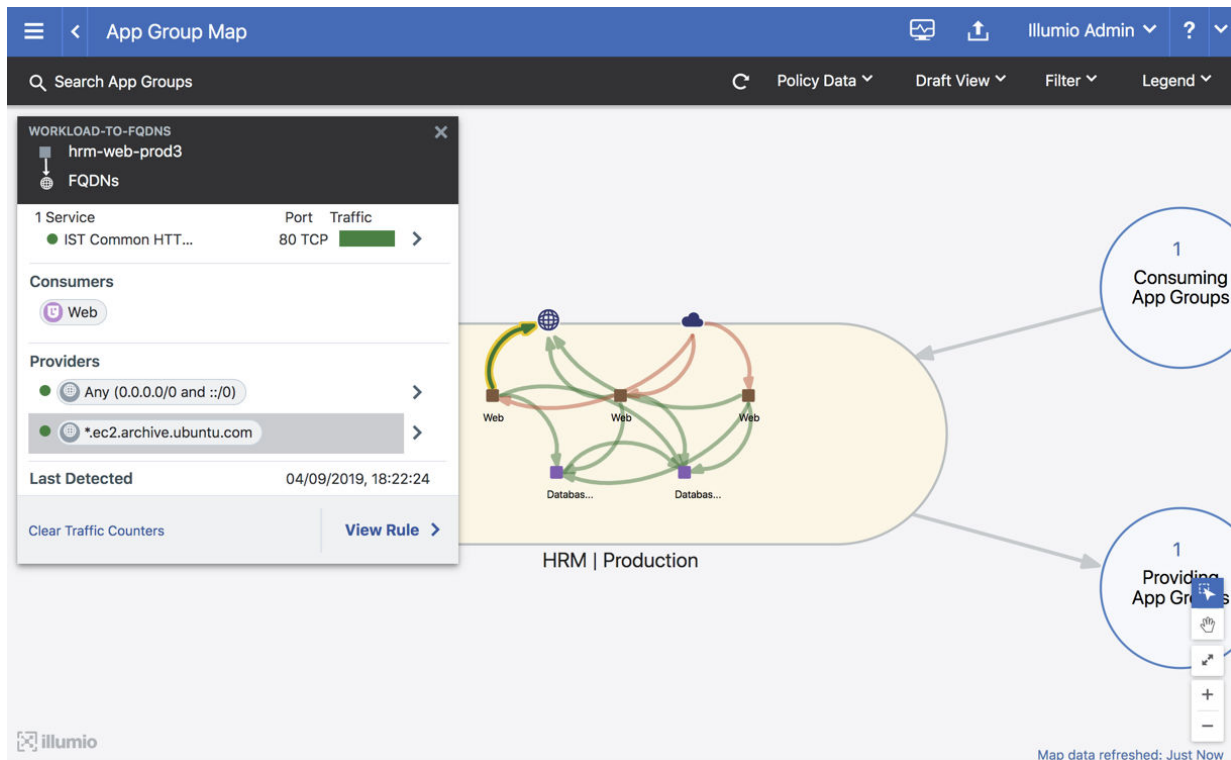 App Group Map
Illumio Admin
?
Search App Groups
Policy Data
Draft View
Filter
Legend
WORKLOAD-TO-FQDNS
hrm-web-prod3
FQDNs
1 Service Port Traffic
IST Common HTT... 80 TCP
Consumers
Web
Providers
Any (0.0.0.0/0 and ::/0)
*.ec2.archive.ubuntu.com
Last Detected 04/09/2019, 18:22:24
Clear Traffic Counters View Rule
Web
Web
Web
Databas...
Databas...
HRM | Production
1
Consuming
App Groups
1
Providing
App Gr s
illumio
Map data refreshed: Just Now